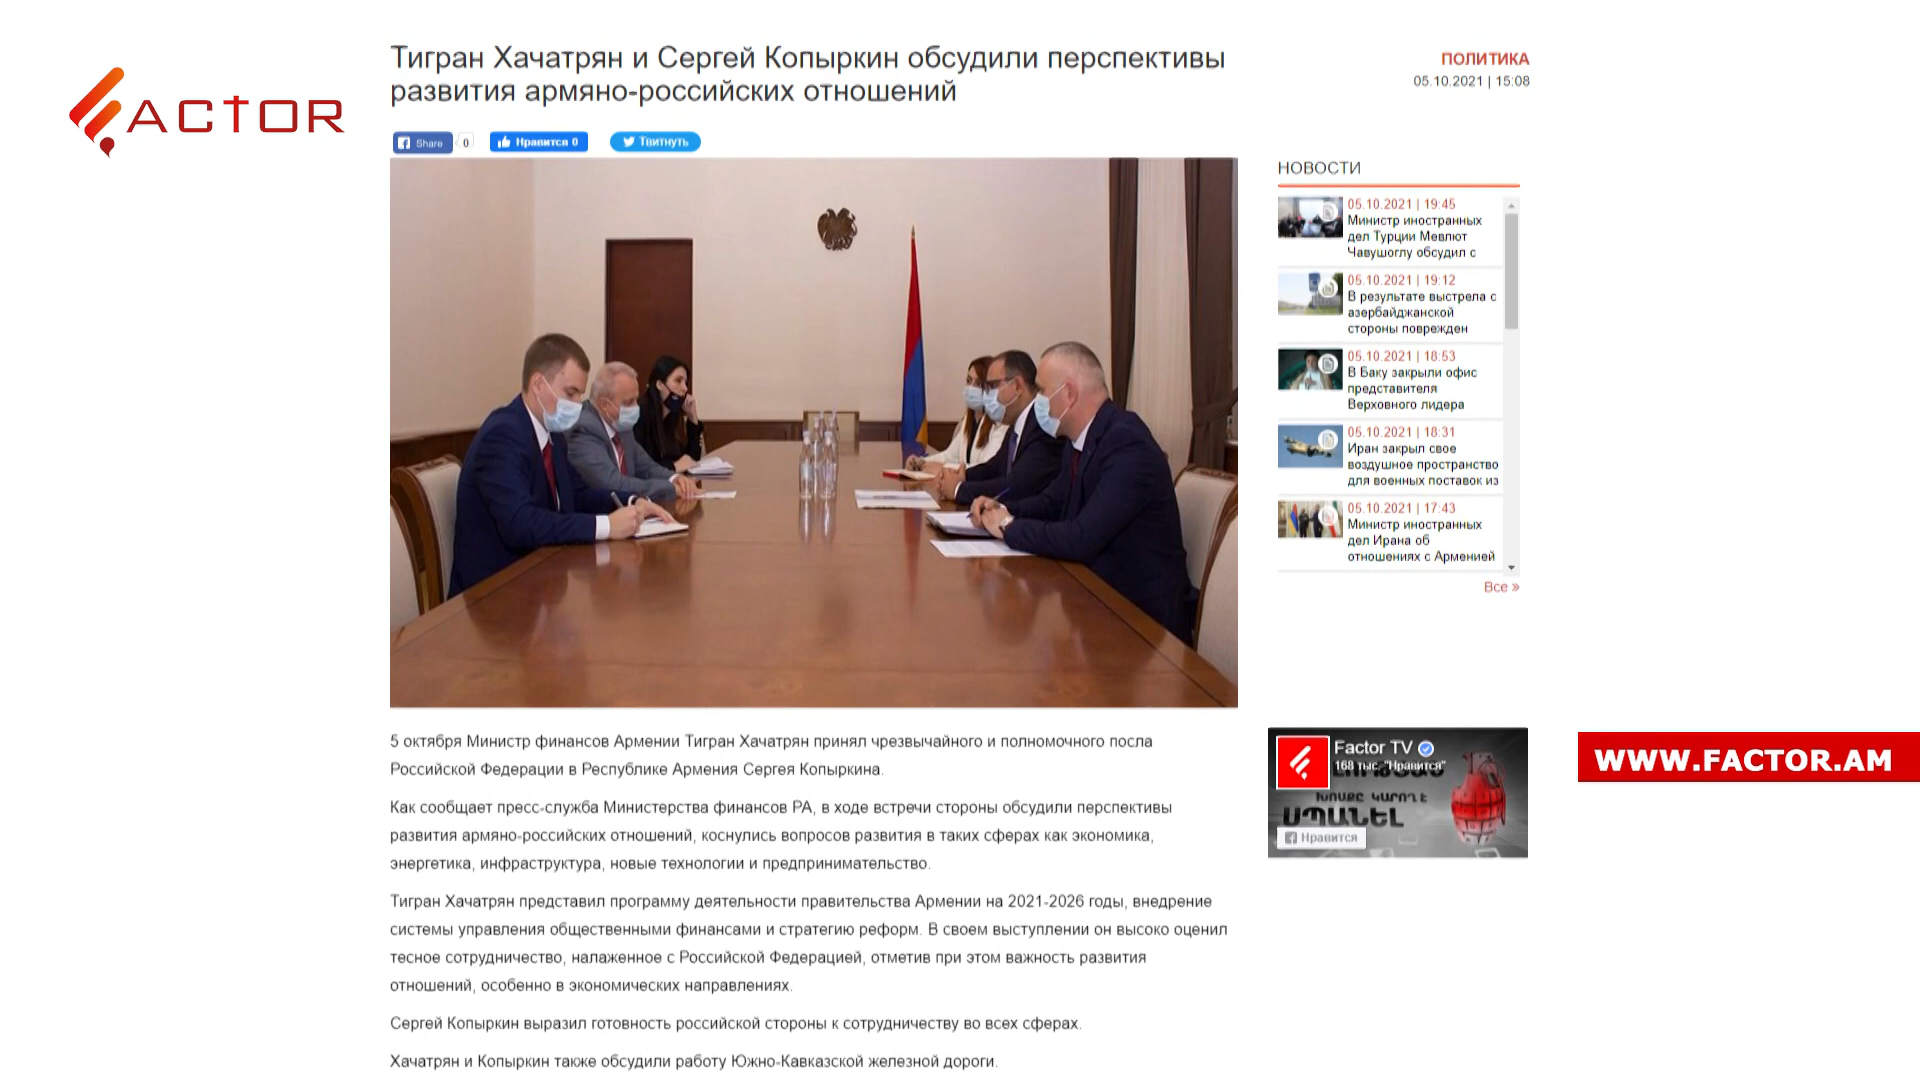 ACTOR
Тигран Хачатрян и Сергей Копыркин обсудили перспективы
развития армяно-российских отношений
ПОЛИТИКА
05.10.2021 | 15:08
Share
0
Нравится 0
Твитнуть
НОВОСТИ
05.10.2021 | 19:45
Министр иностранных
дел Турции Мевлют
Чавушоглу обсудил с
05.10.2021 | 19:12
В результате выстрела с
азербайджанской
стороны поврежден
05.10.2021 | 18:53
В Баку закрыли офис
представителя
Верховного лидера
05.10.2021 | 18:31
Иран закрыл свое
воздушное пространство
для военных поставок из
05.10.2021 | 17:43
Министр иностранных
дел Ирана об
отношениях с Арменией
Все »
5 октября Министр финансов Армении Тигран Хачатрян принял чрезвычайного и полномочного посла
Российской Федерации в Республике Армения Сергея Копыркина.
Как сообщает пресс-служба Министерства финансов РА, в ходе встречи стороны обсудили перспективы
развития армяно-российских отношений, коснулись вопросов развития в таких сферах как экономика,
энергетика, инфраструктура, новые технологии и предпринимательство.
Тигран Хачатрян представил программу деятельности правительства Армении на 2021-2026 годы, внедрение
системы управления общественными финансами и стратегию реформ. В своем выступлении он высоко оценил
тесное сотрудничество, налаженное с Российской Федерацией, отметив при этом важность развития
отношений, особенно в экономических направлениях.
Сергей Копыркин выразил готовность российской стороны к сотрудничеству во всех сферах.
Хачатрян и Копыркин также обсудили работу Южно-Кавказской железной дороги.
Factor TV
168 тыс. "Нравится"
ԽՈՍՔԸ ԿԱՐՈՂ Է
ՍՊԱՆԵԼ
Нравится
WWW.FACTOR.AM